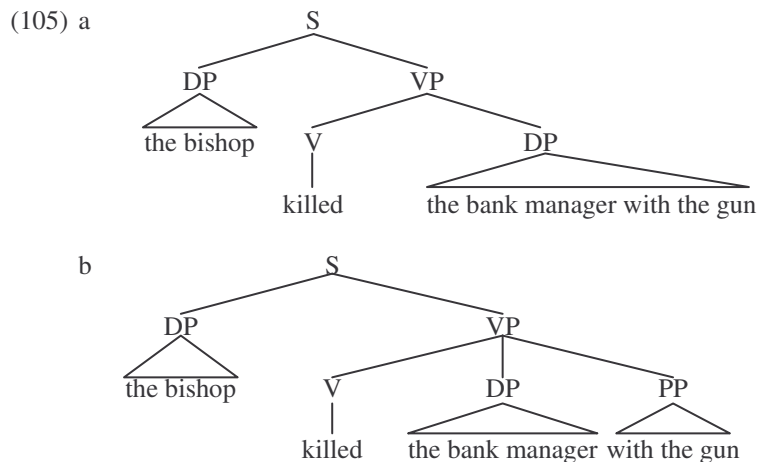 (105) a S
DP VP
the bishop V DP
killed the bank manager with the gun
b S
DP VP
the bishop V DP PP
killed the bank manager with the gun